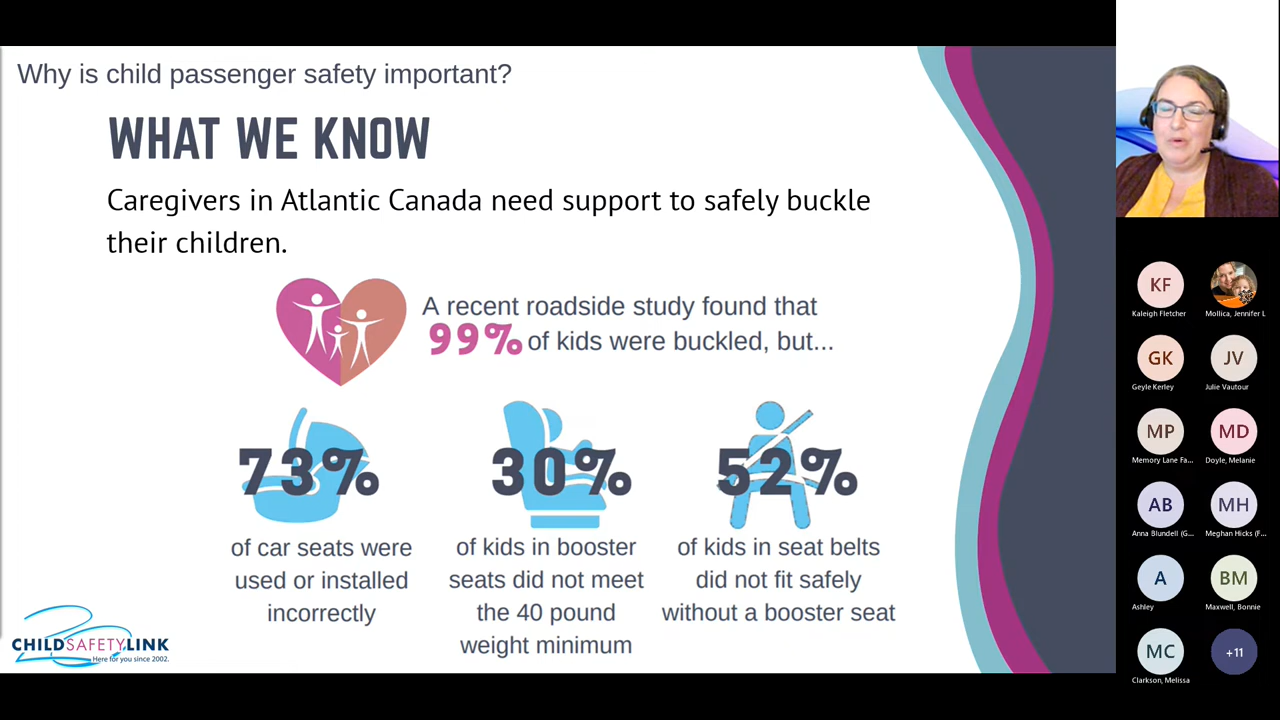 Why is child passenger safety important?
WHAT WE KNOW
Caregivers in Atlantic Canada need support to safely buckle
their children.
A recent roadside study found that
99% of kids were buckled, but...
73%
of car seats were
used or installed
incorrectly
30%
of kids in booster
seats did not meet
the 40 pound
weight minimum
52%
of kids in seat belts
did not fit safely
without a booster seat
CHILDSAFETYLINK
Here for you since 2002.
KF
Kaleigh Fletcher
Mollica, Jennifer L
GK
Geyle Kerley
JV
Julie Vautour
MP
Memory Lane Fa...
MD
Doyle, Melanie
AB
Anna Blundell (G...
MH
Meghan Hicks (F...
A
Ashley
BM
Maxwell, Bonnie
MC
Clarkson, Melissa
+11